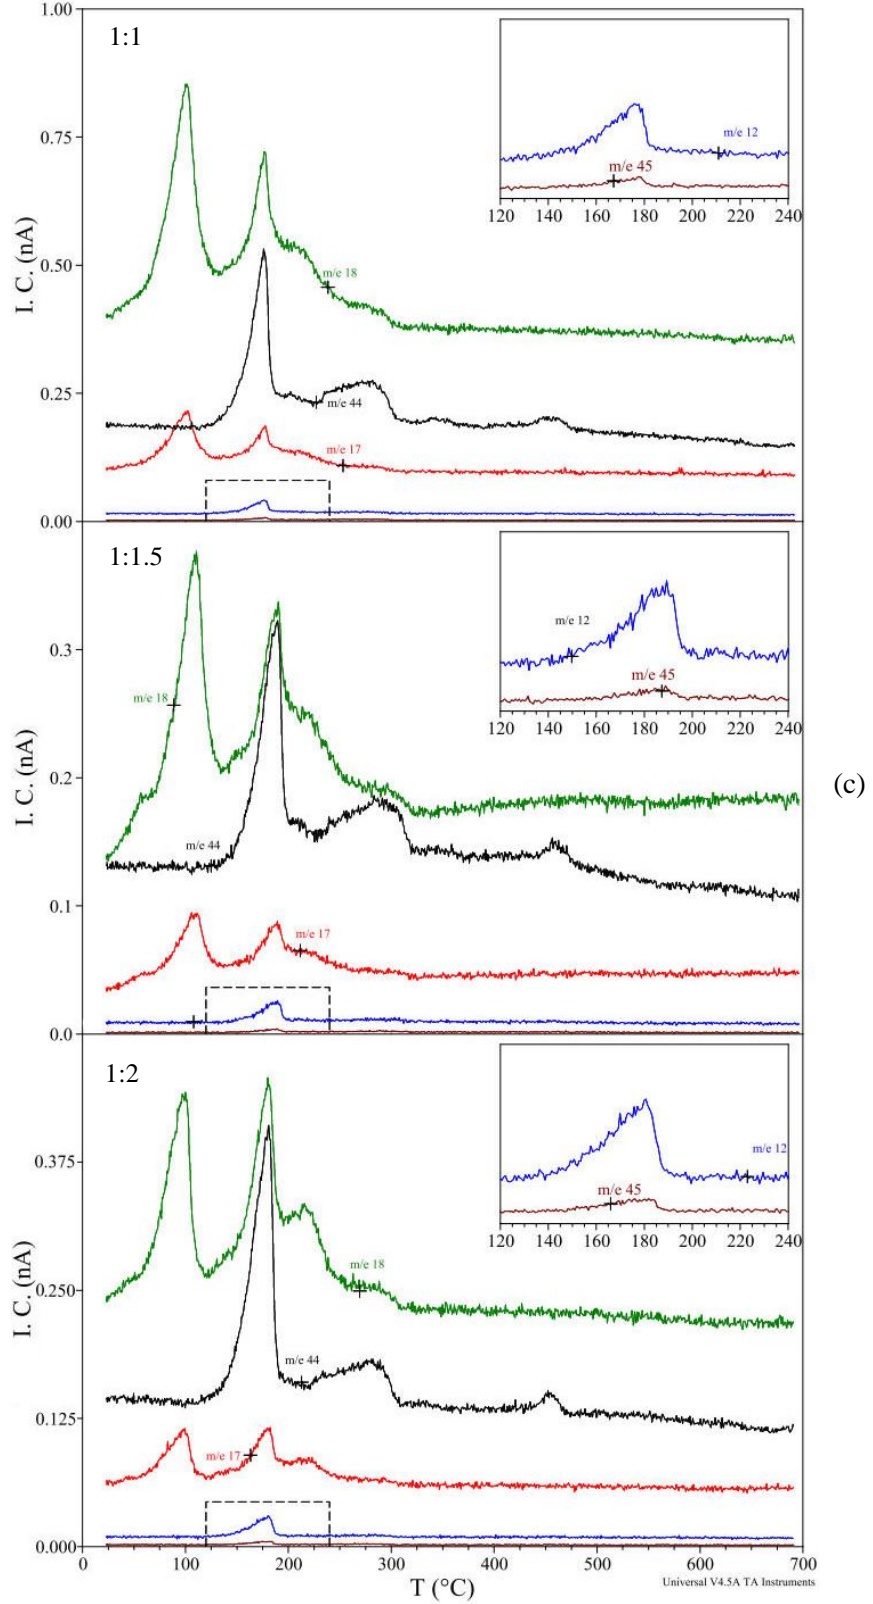 1.00
1:1
m/e 12
m/e 45
120 140 160 180 200 220 240
0.75
I. C. (nA)
0.50
m/e 18
0.25
m/e 44
m/e 17
0.00
1:1.5
m/e 12
m/e 45
120 140 160 180 200 220 240
0.3
m/e 18
I. C. (nA)
0.2
(c)
m/e 44
0.1
m/e 17
0.0
1:2
m/e 12
m/e 45
120 140 160 180 200 220 240
0.375
I. C. (nA)
0.250
m/e 18
m/e 44
0.125
m/e 17
0.000
0 100 200 300 400 500 600 700
T (°C)
Universal V4.5A TA Instruments